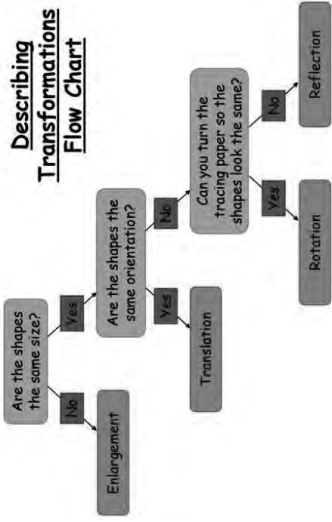 Describing
Transformations
Flow Chart
Are the shapes
the same size?
No
Yes
Enlargement
Are the shapes the
same orientation?
Yes
No
Translation
Can you turn the
tracing paper so the
shapes look the same?
Yes
No
Rotation
Reflection